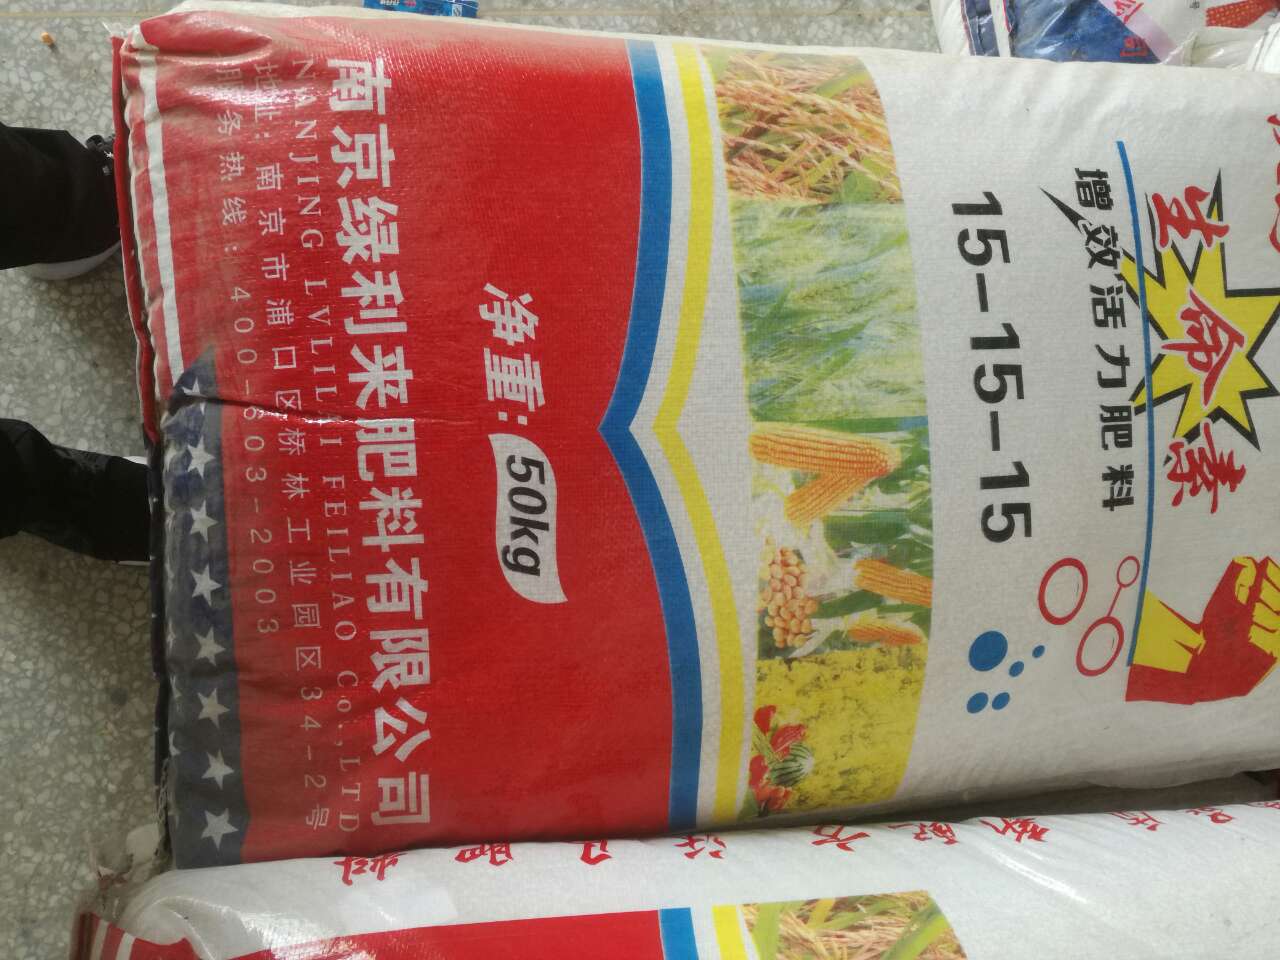 生命素
增效活力肥料
15-15-15
净重:50kg
南京绿利来肥料有限公司
NANJING LVLILAI FEILIAO Co.,LTD
地址:南京市浦口区桥林工业园区34-2号
服务热线:400-603-2003